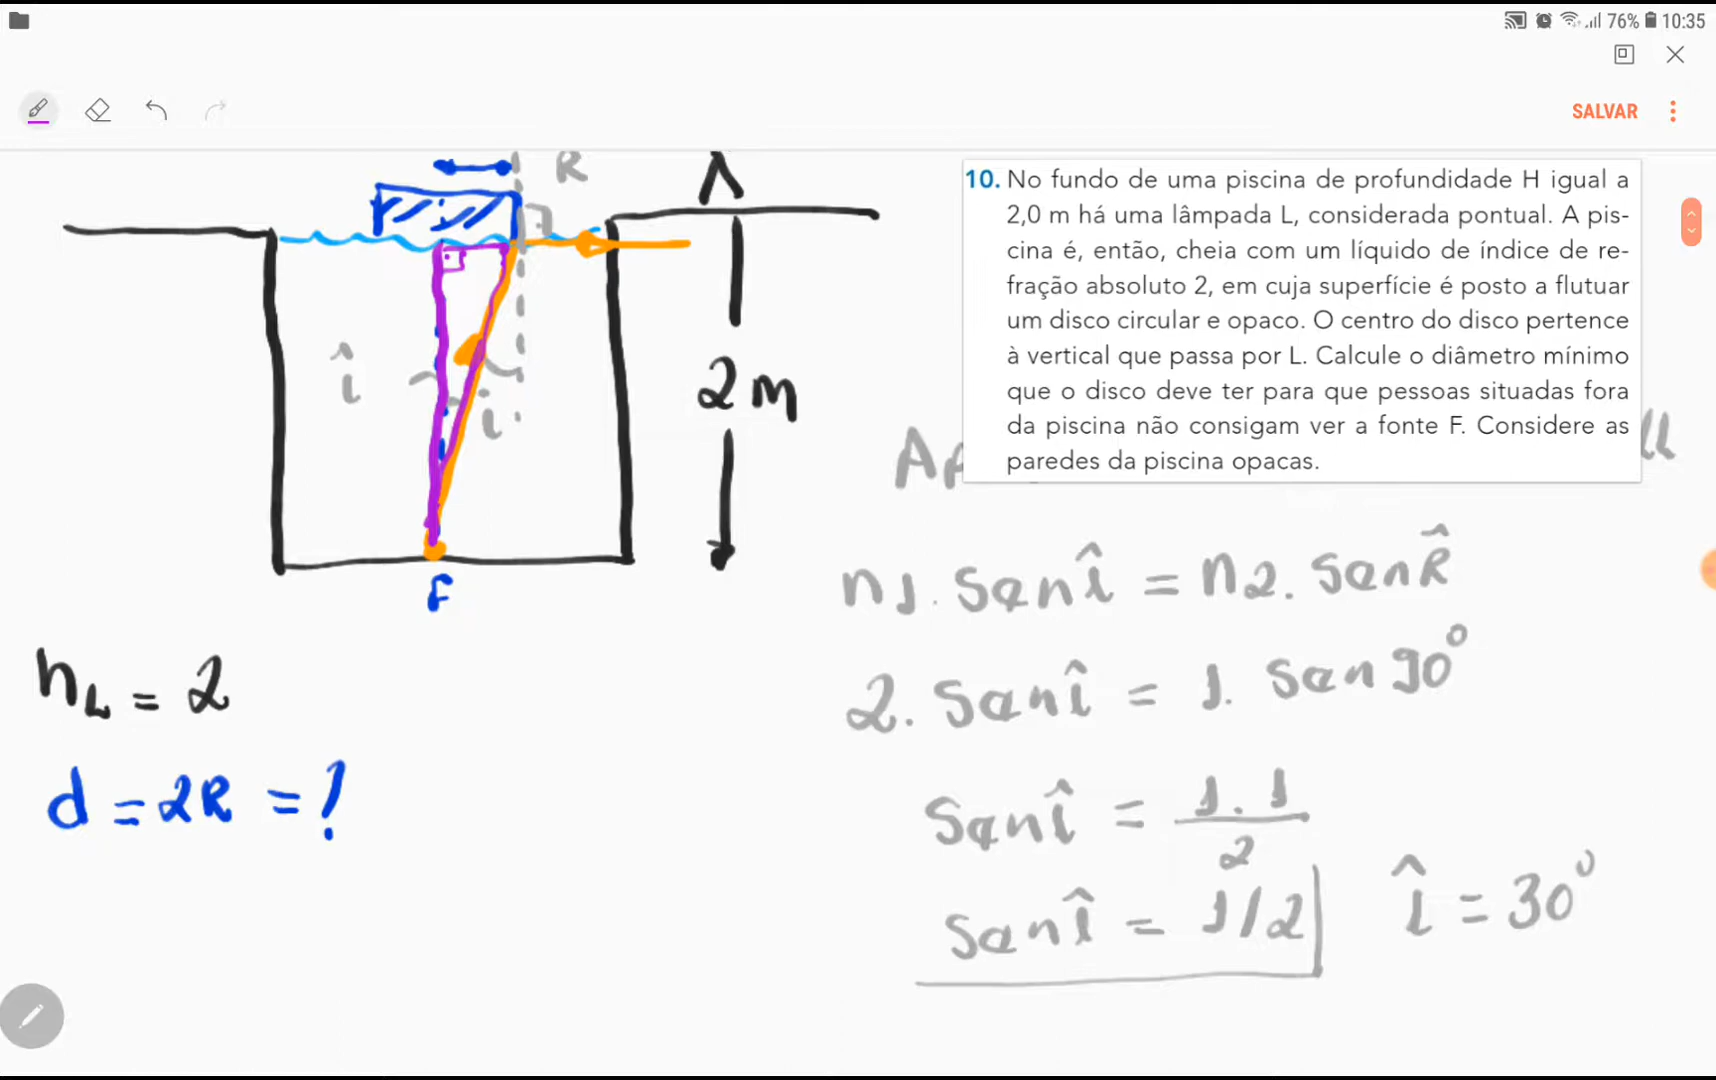 76% 10:35
SALVAR
R
î
i
2m
F
nL = 2
d = 2R = ?
10. No fundo de uma piscina de profundidade H igual a
2,0 m há uma lâmpada L, considerada pontual. A pis-
cina é, então, cheia com um líquido de índice de re-
fração absoluto 2, em cuja superfície é posto a flutuar
um disco circular e opaco. O centro do disco pertence
à vertical que passa por L. Calcule o diâmetro mínimo
que o disco deve ter para que pessoas situadas fora
da piscina não consigam ver a fonte F. Considere as
paredes da piscina opacas.
n1. sen î = n2. sen R̂
2. sen î = 1. sen 90°
sen î = 1.1/2
sen î = 1/2
î = 30°